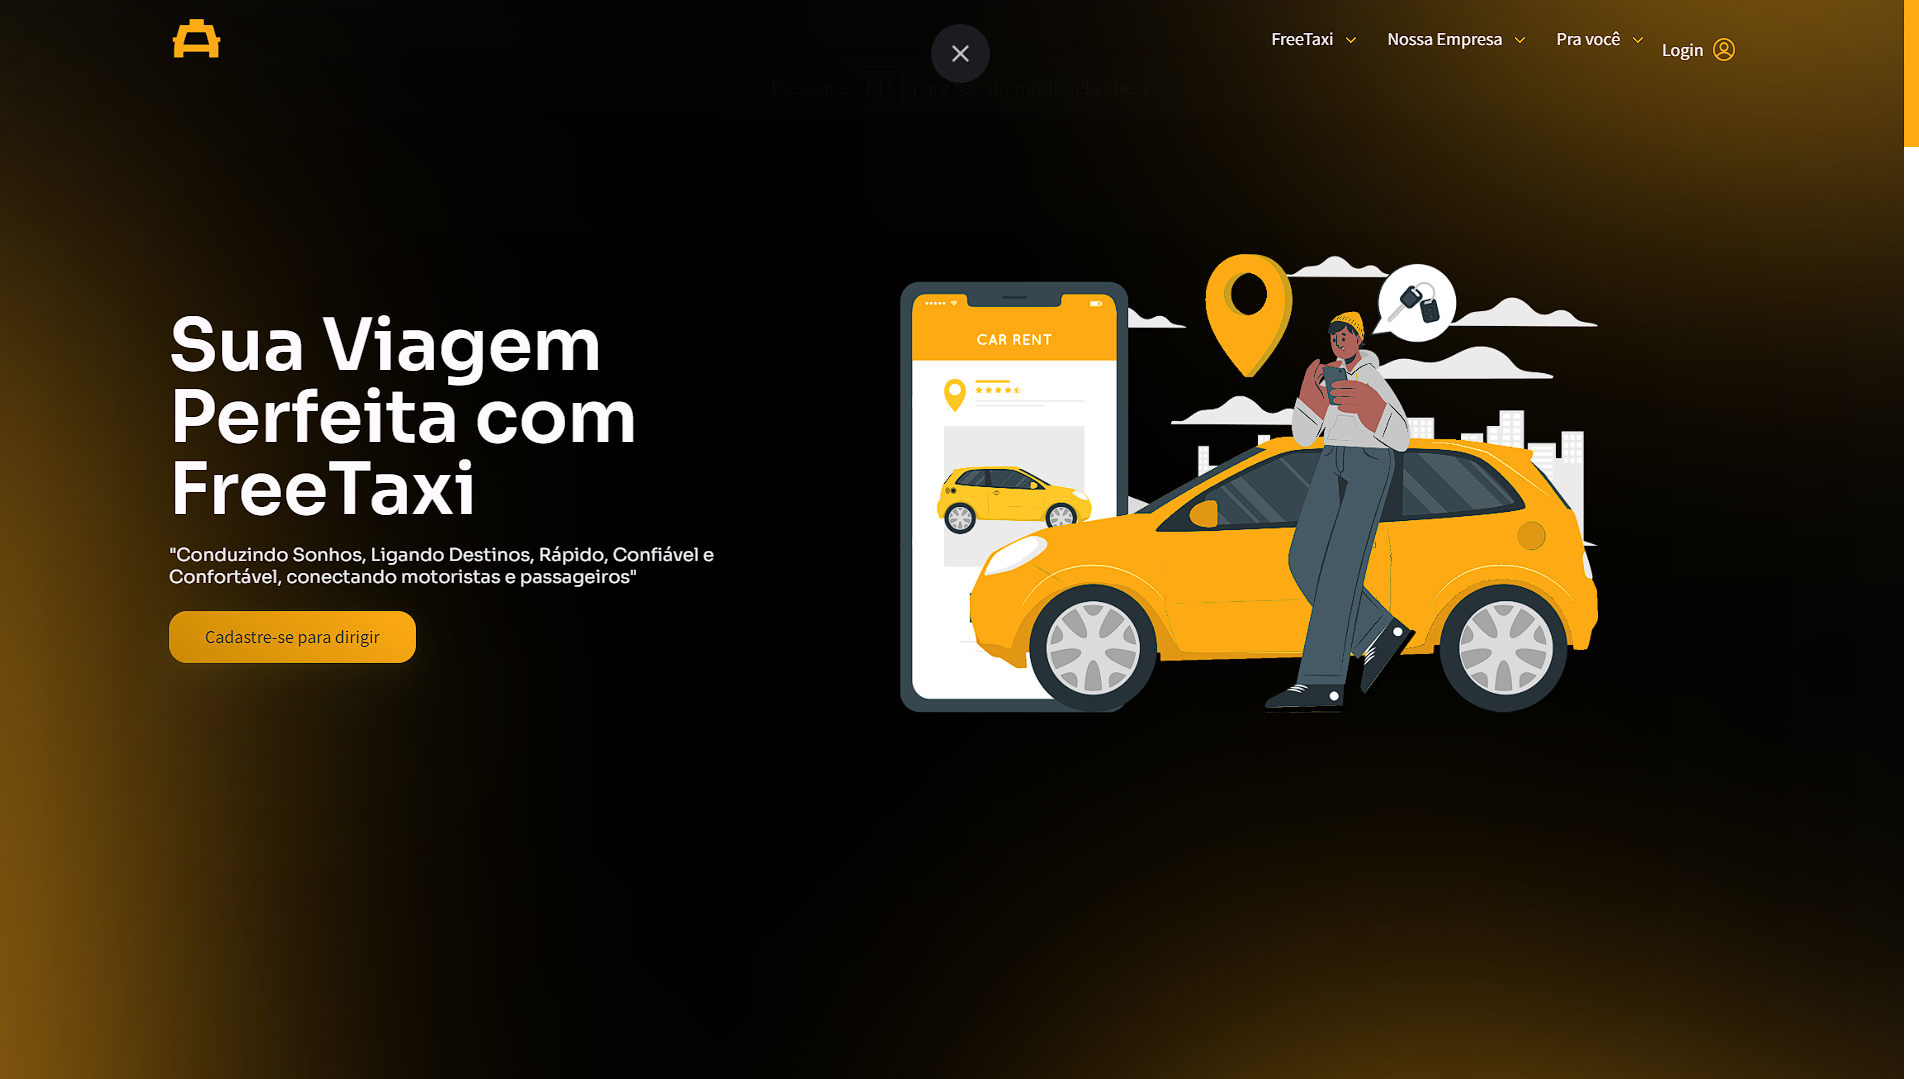 FreeTaxi
Nossa Empresa
Pra você
Login
Pressione F11 para sair do modo tela cheia
Sua Viagem
Perfeita com
FreeTaxi
"Conduzindo Sonhos, Ligando Destinos, Rápido, Confiável e
Confortável, conectando motoristas e passageiros"
Cadastre-se para dirigir
CAR RENT